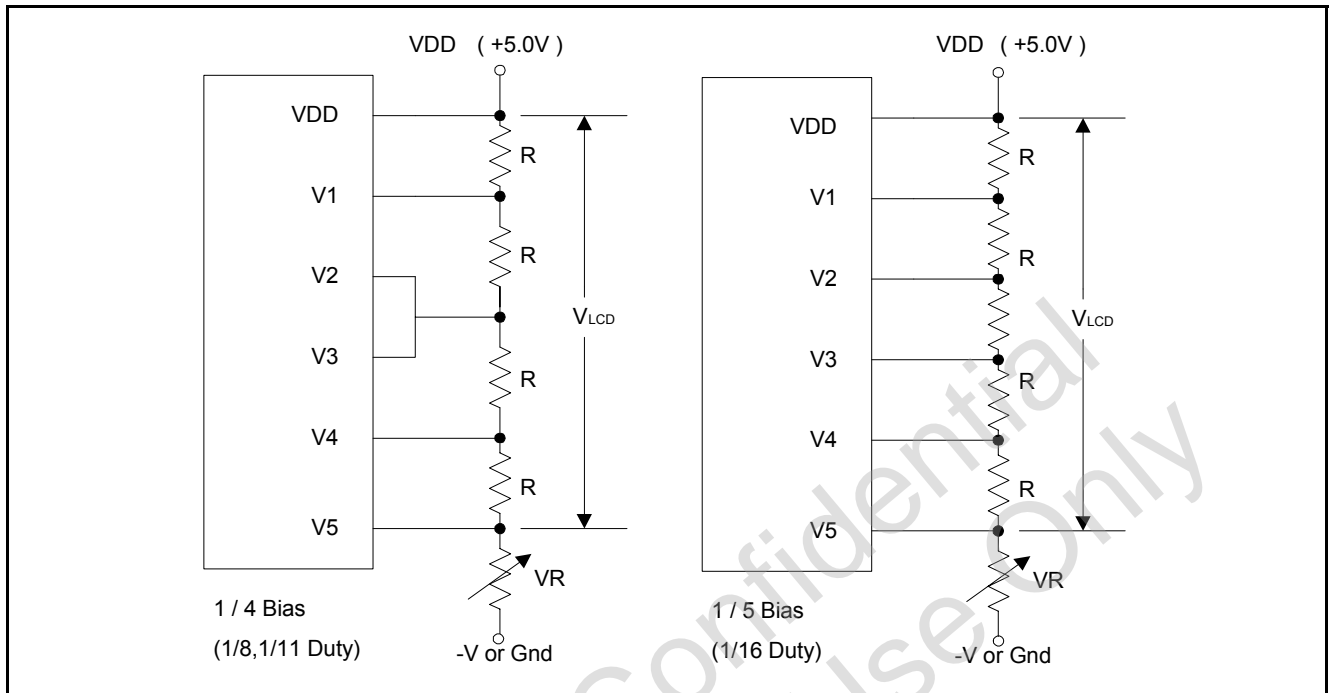 VDD ( +5.0V )
VDD
R
V1
R
V2
V3
VLCD
R
V4
R
V5
VR
1 / 4 Bias
(1/8,1/11 Duty)
-V or Gnd
VDD ( +5.0V )
VDD
R
V1
R
V2
VLCD
V3
R
V4
R
V5
VR
1 / 5 Bias
(1/16 Duty)
-V or Gnd
Confidential
Use Only